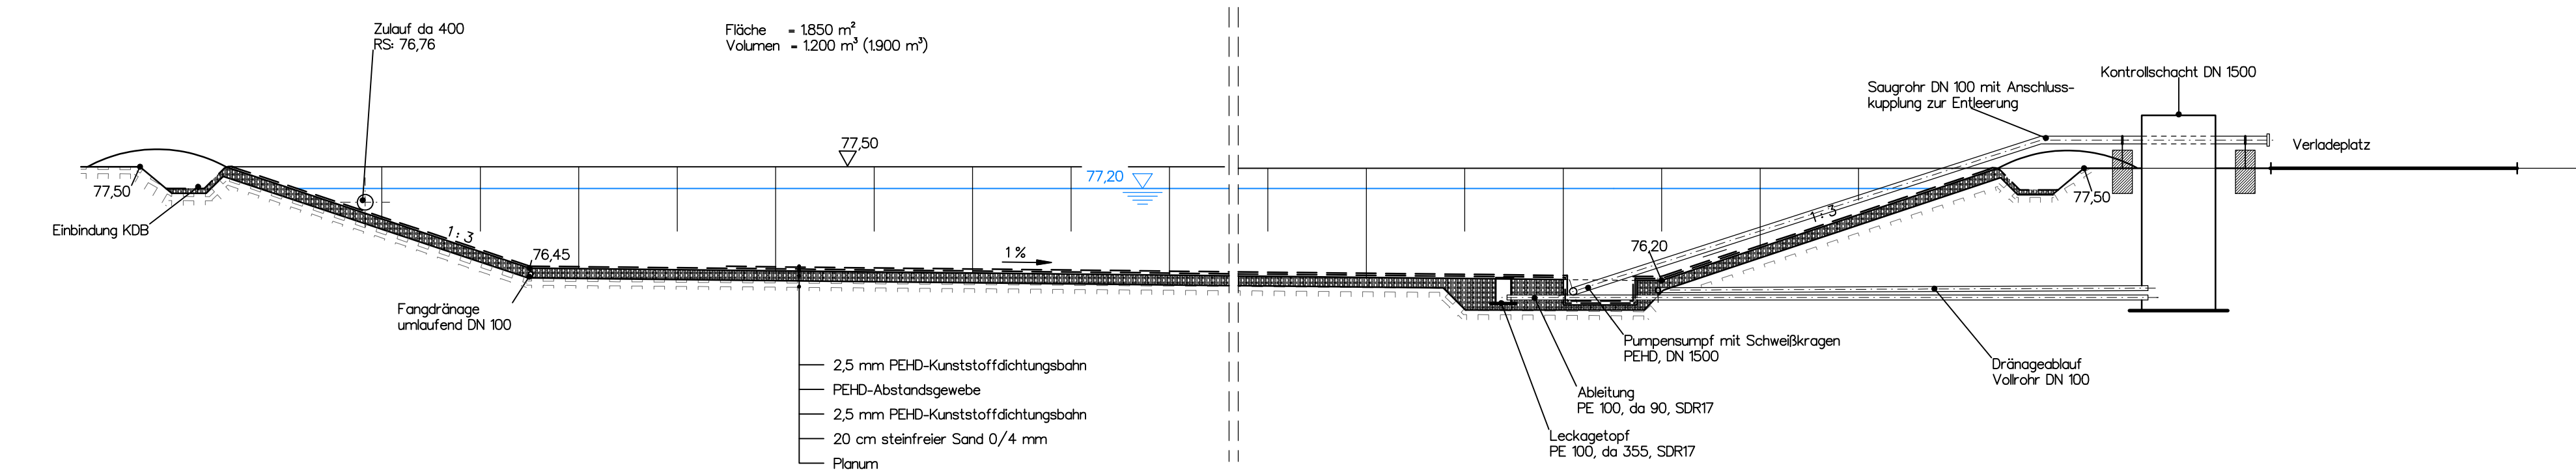 Zulauf da 400
RS: 76,76
Fläche = 1.850 m²
Volumen = 1.200 m³ (1.900 m³)
Kontrollschacht DN 1500
Saugrohr DN 100 mit Anschluss-
kupplung zur Entleerung
Verladeplatz
77,50
77,20
77,50
77,50
Einbindung KDB
1:3
1:3
76,45
1 %
76,20
Fangdränage
umlaufend DN 100
Pumpensumpf mit Schweißkragen
PEHD, DN 1500
Dränageablauf
Vollrohr DN 100
2,5 mm PEHD-Kunststoffdichtungsbahn
PEHD-Abstandsgewebe
2,5 mm PEHD-Kunststoffdichtungsbahn
20 cm steinfreier Sand 0/4 mm
Planum
Ableitung
PE 100, da 90, SDR17
Leckagetopf
PE 100, da 355, SDR17